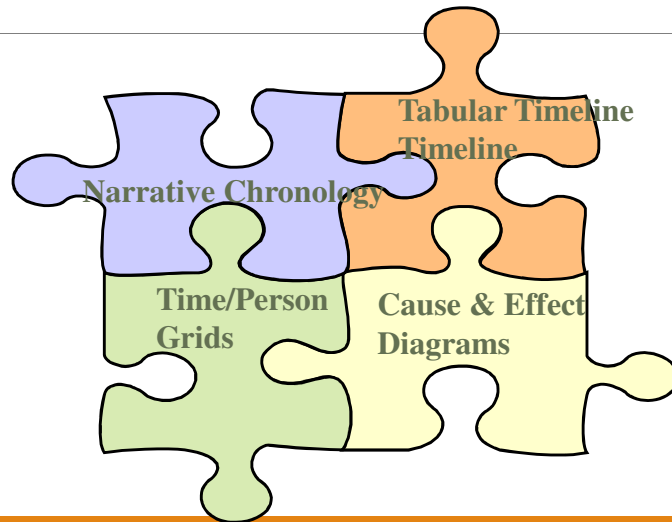 Tabular Timeline
Timeline
Narrative Chronology
Time/Person
Grids
Cause & Effect
Diagrams